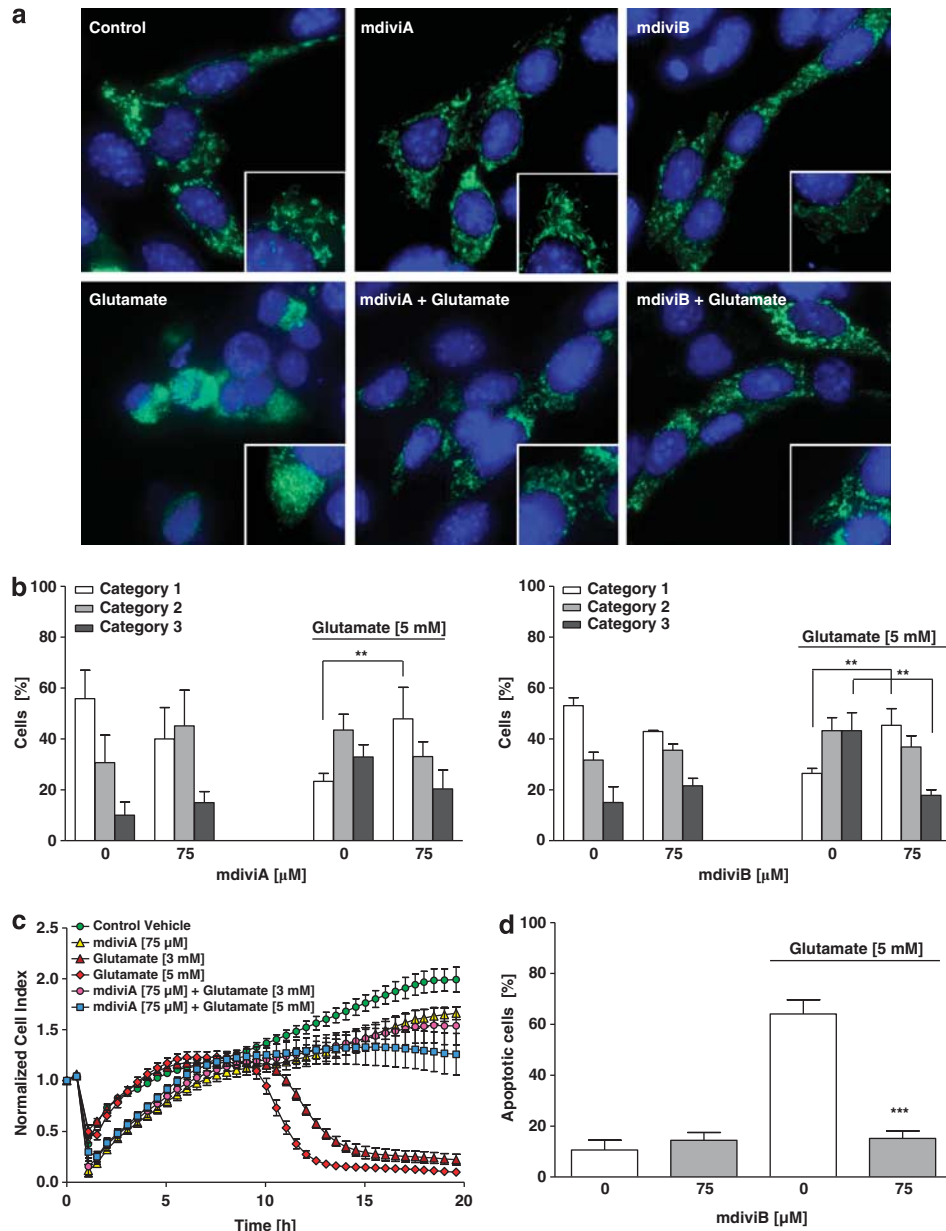 a
Control
mdiviA
mdiviB
Glutamate
mdiviA + Glutamate
mdiviB + Glutamate
b
100
80
60
40
20
0
Cells [%]
Category 1
Category 2
Category 3
Glutamate [5 mM]
**
0
75
0
75
mdiviA [µM]
100
80
60
40
20
0
Cells [%]
Category 1
Category 2
Category 3
Glutamate [5 mM]
**
**
0
75
0
75
mdiviB [µM]
c
2.5
2.0
1.5
1.0
0.5
0.0
Normalized Cell Index
Control Vehicle
mdiviA [75 µM]
Glutamate [3 mM]
Glutamate [5 mM]
mdiviA [75 µM] + Glutamate [3 mM]
mdiviA [75 µM] + Glutamate [5 mM]
0
5
10
15
20
Time [h]
d
100
80
60
40
20
0
Apoptotic cells [%]
Glutamate [5 mM]
***
0
75
0
75
mdiviB [µM]